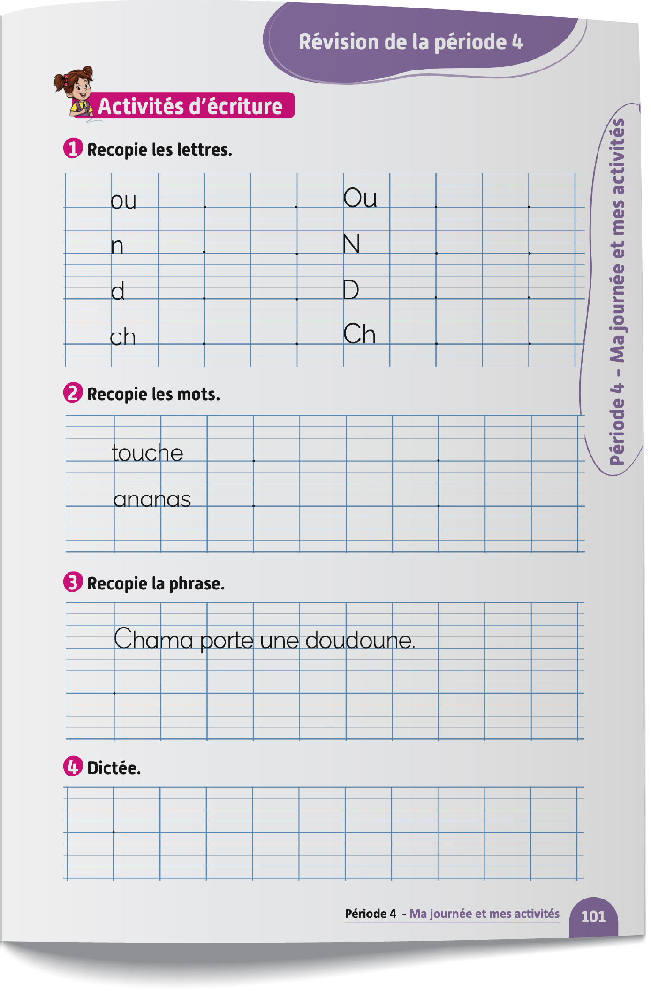 Révision de la période 4
Activités d'écriture
1 Recopie les lettres.
ou Ou
n N
d D
ch Ch
2 Recopie les mots.
touche
ananas
3 Recopie la phrase.
Chama porte une doudoune.
4 Dictée.
Période 4 - Ma journée et mes activités
Période 4 - Ma journée et mes activités
101